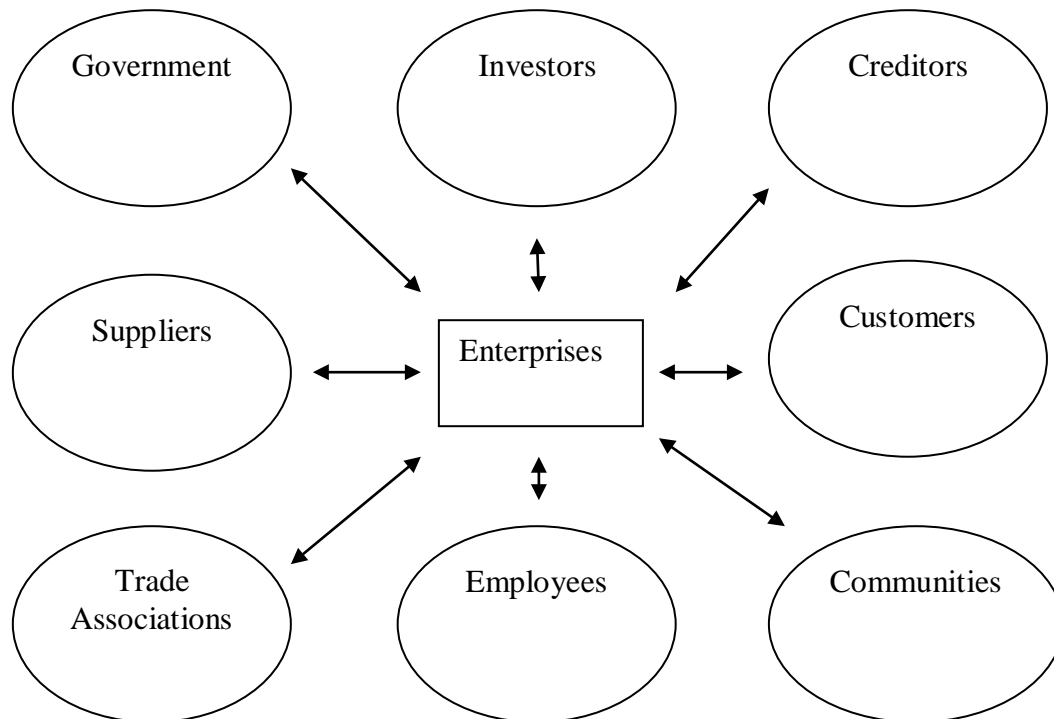 Government
Investors
Creditors
Suppliers
Enterprises
Customers
Trade
Associations
Employees
Communities